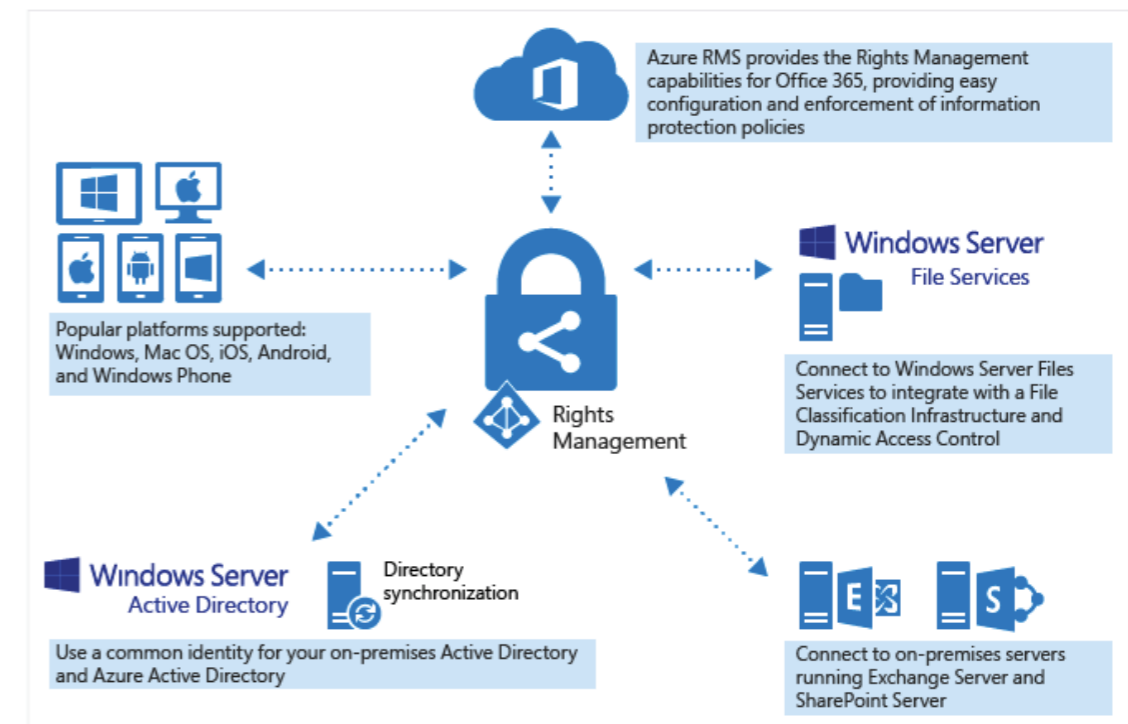 Azure RMS provides the Rights Management
capabilities for Office 365, providing easy
configuration and enforcement of information
protection policies
Popular platforms supported:
Windows, Mac OS, iOS, Android,
and Windows Phone
Windows Server
File Services
Connect to Windows Server Files
Services to integrate with a File
Classification Infrastructure and
Dynamic Access Control
Rights
Management
Windows Server
Active Directory
Directory
synchronization
Use a common identity for your on-premises Active Directory
and Azure Active Directory
E
S
Connect to on-premises servers
running Exchange Server and
SharePoint Server